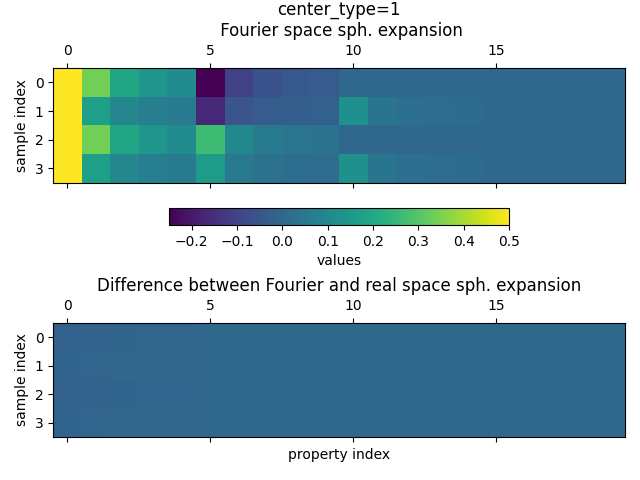 center_type=1
Fourier space sph. expansion
0 5 10 15
sample index
0
1
2
3
−0.2 −0.1 0.0 0.1 0.2 0.3 0.4 0.5
values
Difference between Fourier and real space sph. expansion
0 5 10 15
sample index
0
1
2
3
property index